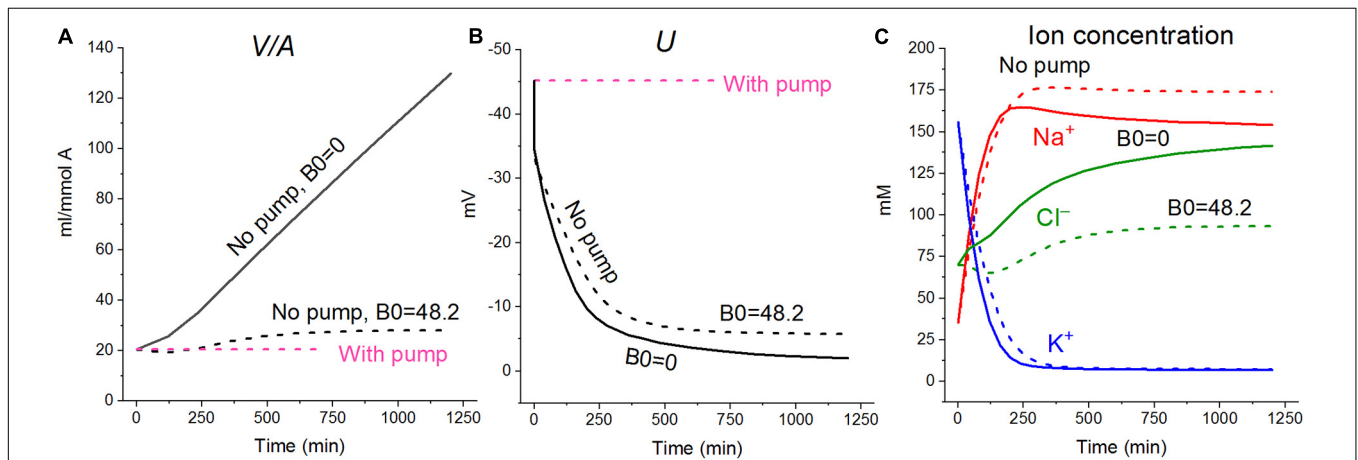 A
V/A
140
120
100
80
60
40
20
0
ml/mmol A
No pump, B0=0
No pump, B0=48.2
With pump
0 250 500 750 1000 1250
Time (min)
B
U
-50
-40
-30
-20
-10
0
mV
With pump
No pump
B0=48.2
B0=0
0 250 500 750 1000 1250
Time (min)
C
Ion concentration
200
175
150
125
100
75
50
25
0
mM
No pump
Na⁺
B0=0
Cl⁻
B0=48.2
K⁺
0 250 500 750 1000 1250
Time (min)